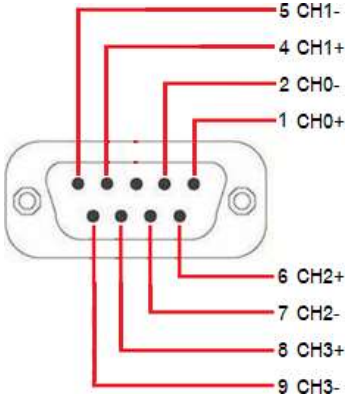 5 CH1-
4 CH1+
2 CH0-
1 CH0+
6 CH2+
7 CH2-
8 CH3+
9 CH3-